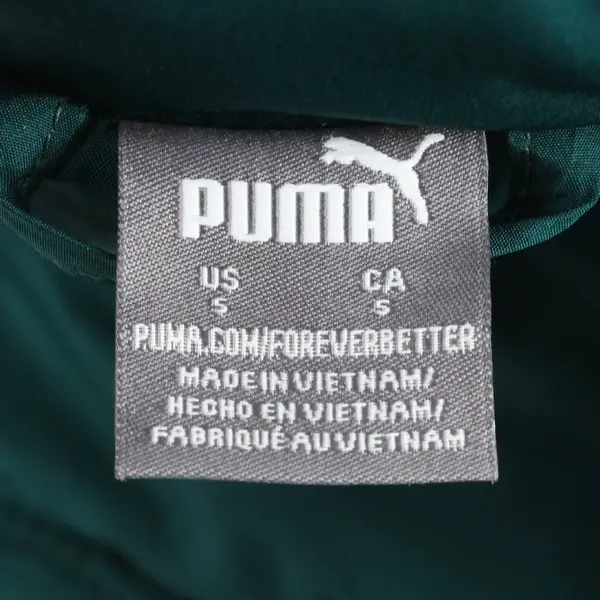 PUMA
US CA
S S
PUMA.COM/FOREVERBETTER
MADE IN VIETNAM/
HECHO EN VIETNAM/
FABRIQUÉ AU VIETNAM